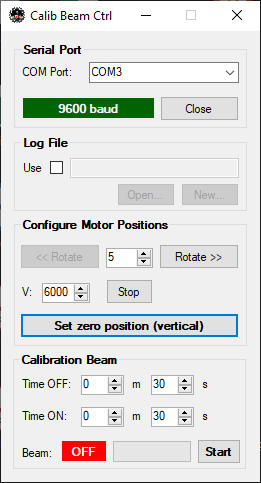 Calib Beam Ctrl
Serial Port
COM Port: COM3
9600 baud Close
Log File
Use
Open... New...
Configure Motor Positions
<< Rotate 5 Rotate >>
V: 6000 Stop
Set zero position (vertical)
Calibration Beam
Time OFF: 0 m 30 s
Time ON: 0 m 30 s
Beam: OFF Start